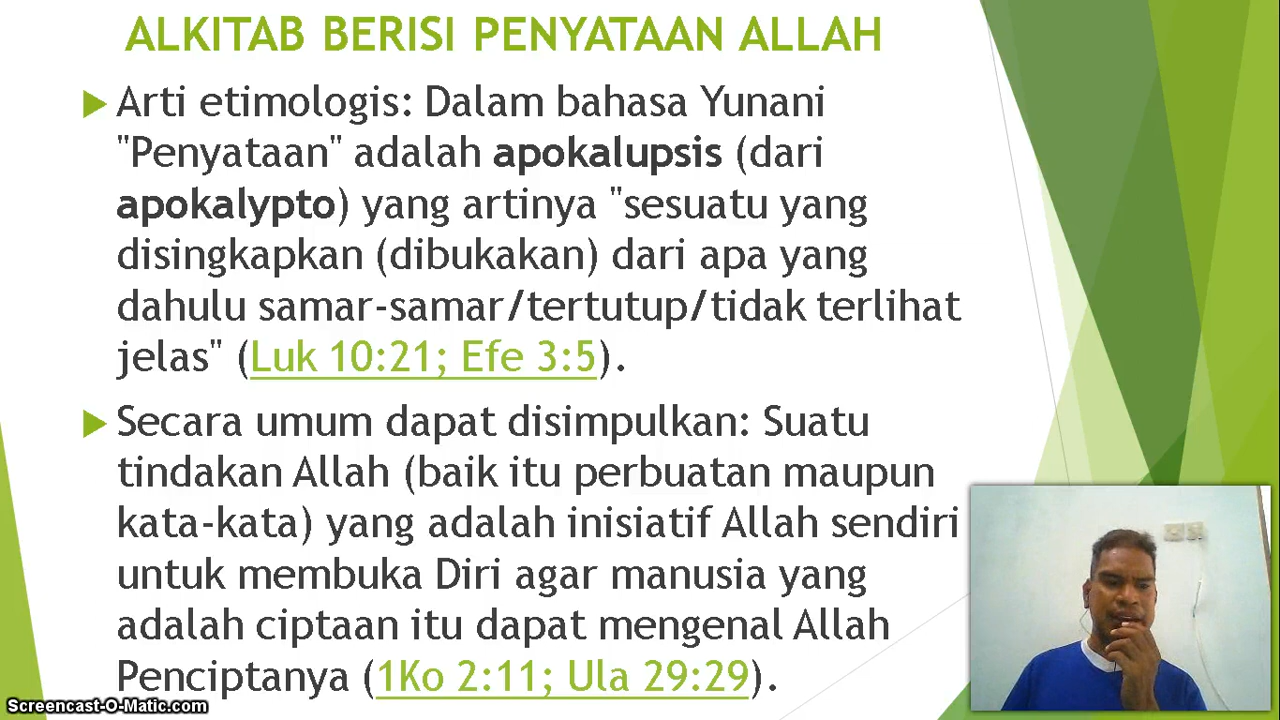 ALKITAB BERISI PENYATAAN ALLAH
Arti etimologis: Dalam bahasa Yunani
"Penyataan" adalah apokalupsis (dari
apokalypto) yang artinya "sesuatu yang
disingkapkan (dibukakan) dari apa yang
dahulu samar-samar/tertutup/tidak terlihat
jelas" (Luk 10:21; Efe 3:5).
Secara umum dapat disimpulkan: Suatu
tindakan Allah (baik itu perbuatan maupun
kata-kata) yang adalah inisiatif Allah sendiri
untuk membuka Diri agar manusia yang
adalah ciptaan itu dapat mengenal Allah
Penciptanya (1Ko 2:11; Ula 29:29).
Screencast-O-Matic.com